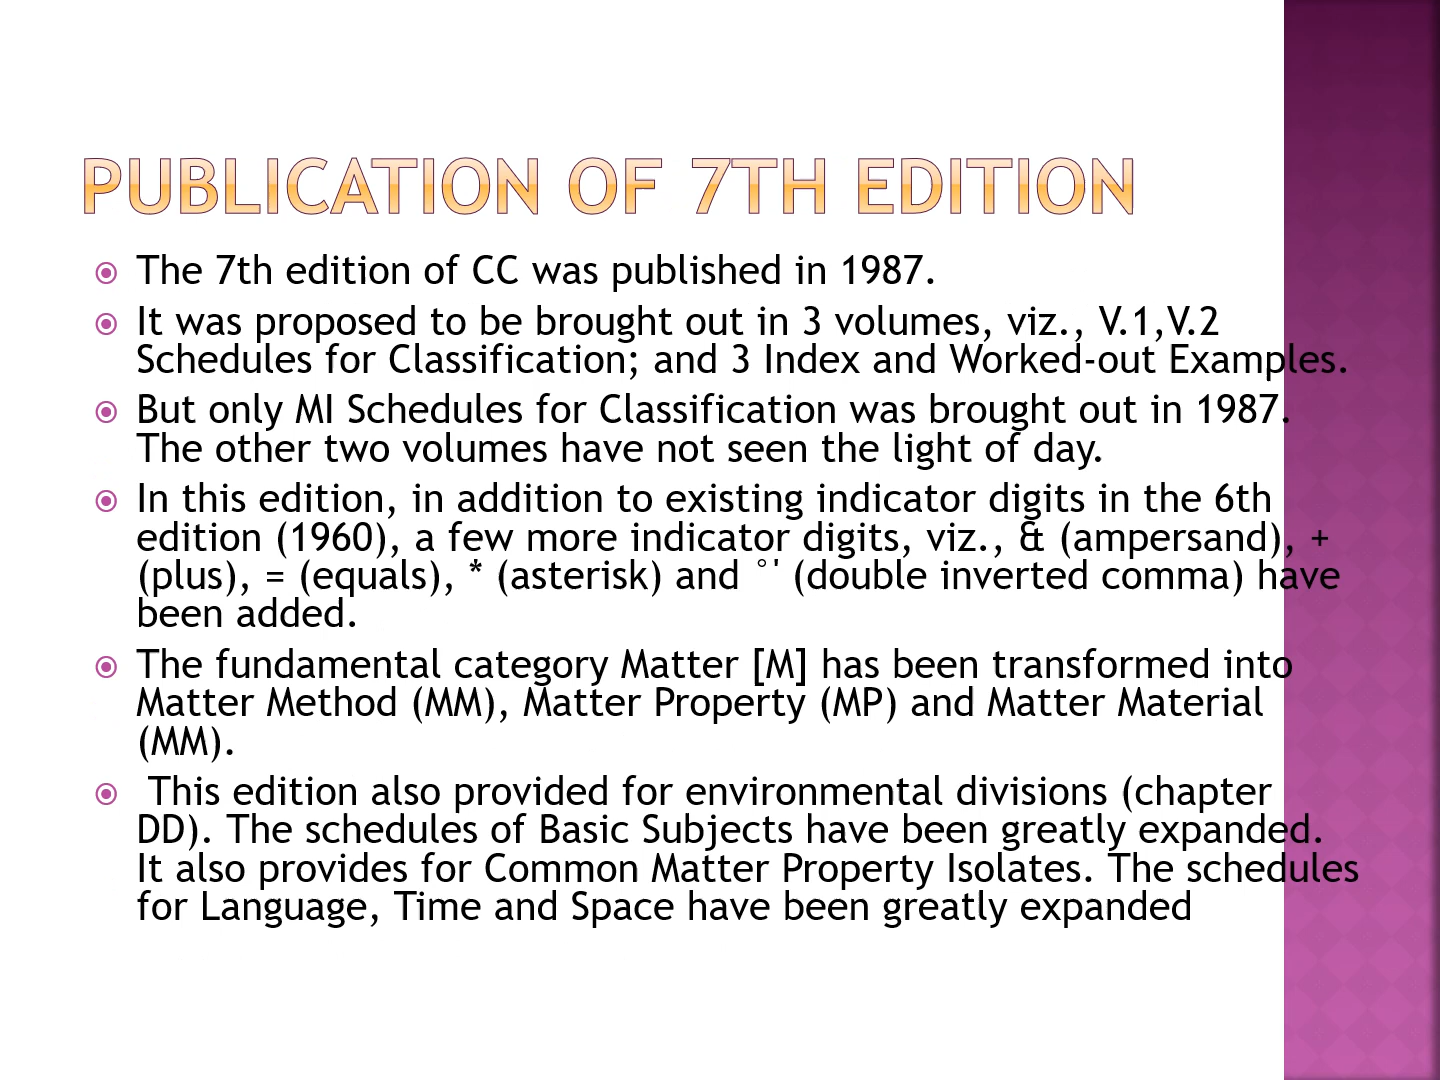 PUBLICATION OF 7TH EDITION
The 7th edition of CC was published in 1987.
It was proposed to be brought out in 3 volumes, viz., V.1,V.2
Schedules for Classification; and 3 Index and Worked-out Examples.
But only MI Schedules for Classification was brought out in 1987.
The other two volumes have not seen the light of day.
In this edition, in addition to existing indicator digits in the 6th
edition (1960), a few more indicator digits, viz., & (ampersand), +
(plus), = (equals), * (asterisk) and °' (double inverted comma) have
been added.
The fundamental category Matter [M] has been transformed into
Matter Method (MM), Matter Property (MP) and Matter Material
(MM).
This edition also provided for environmental divisions (chapter
DD). The schedules of Basic Subjects have been greatly expanded.
It also provides for Common Matter Property Isolates. The schedules
for Language, Time and Space have been greatly expanded